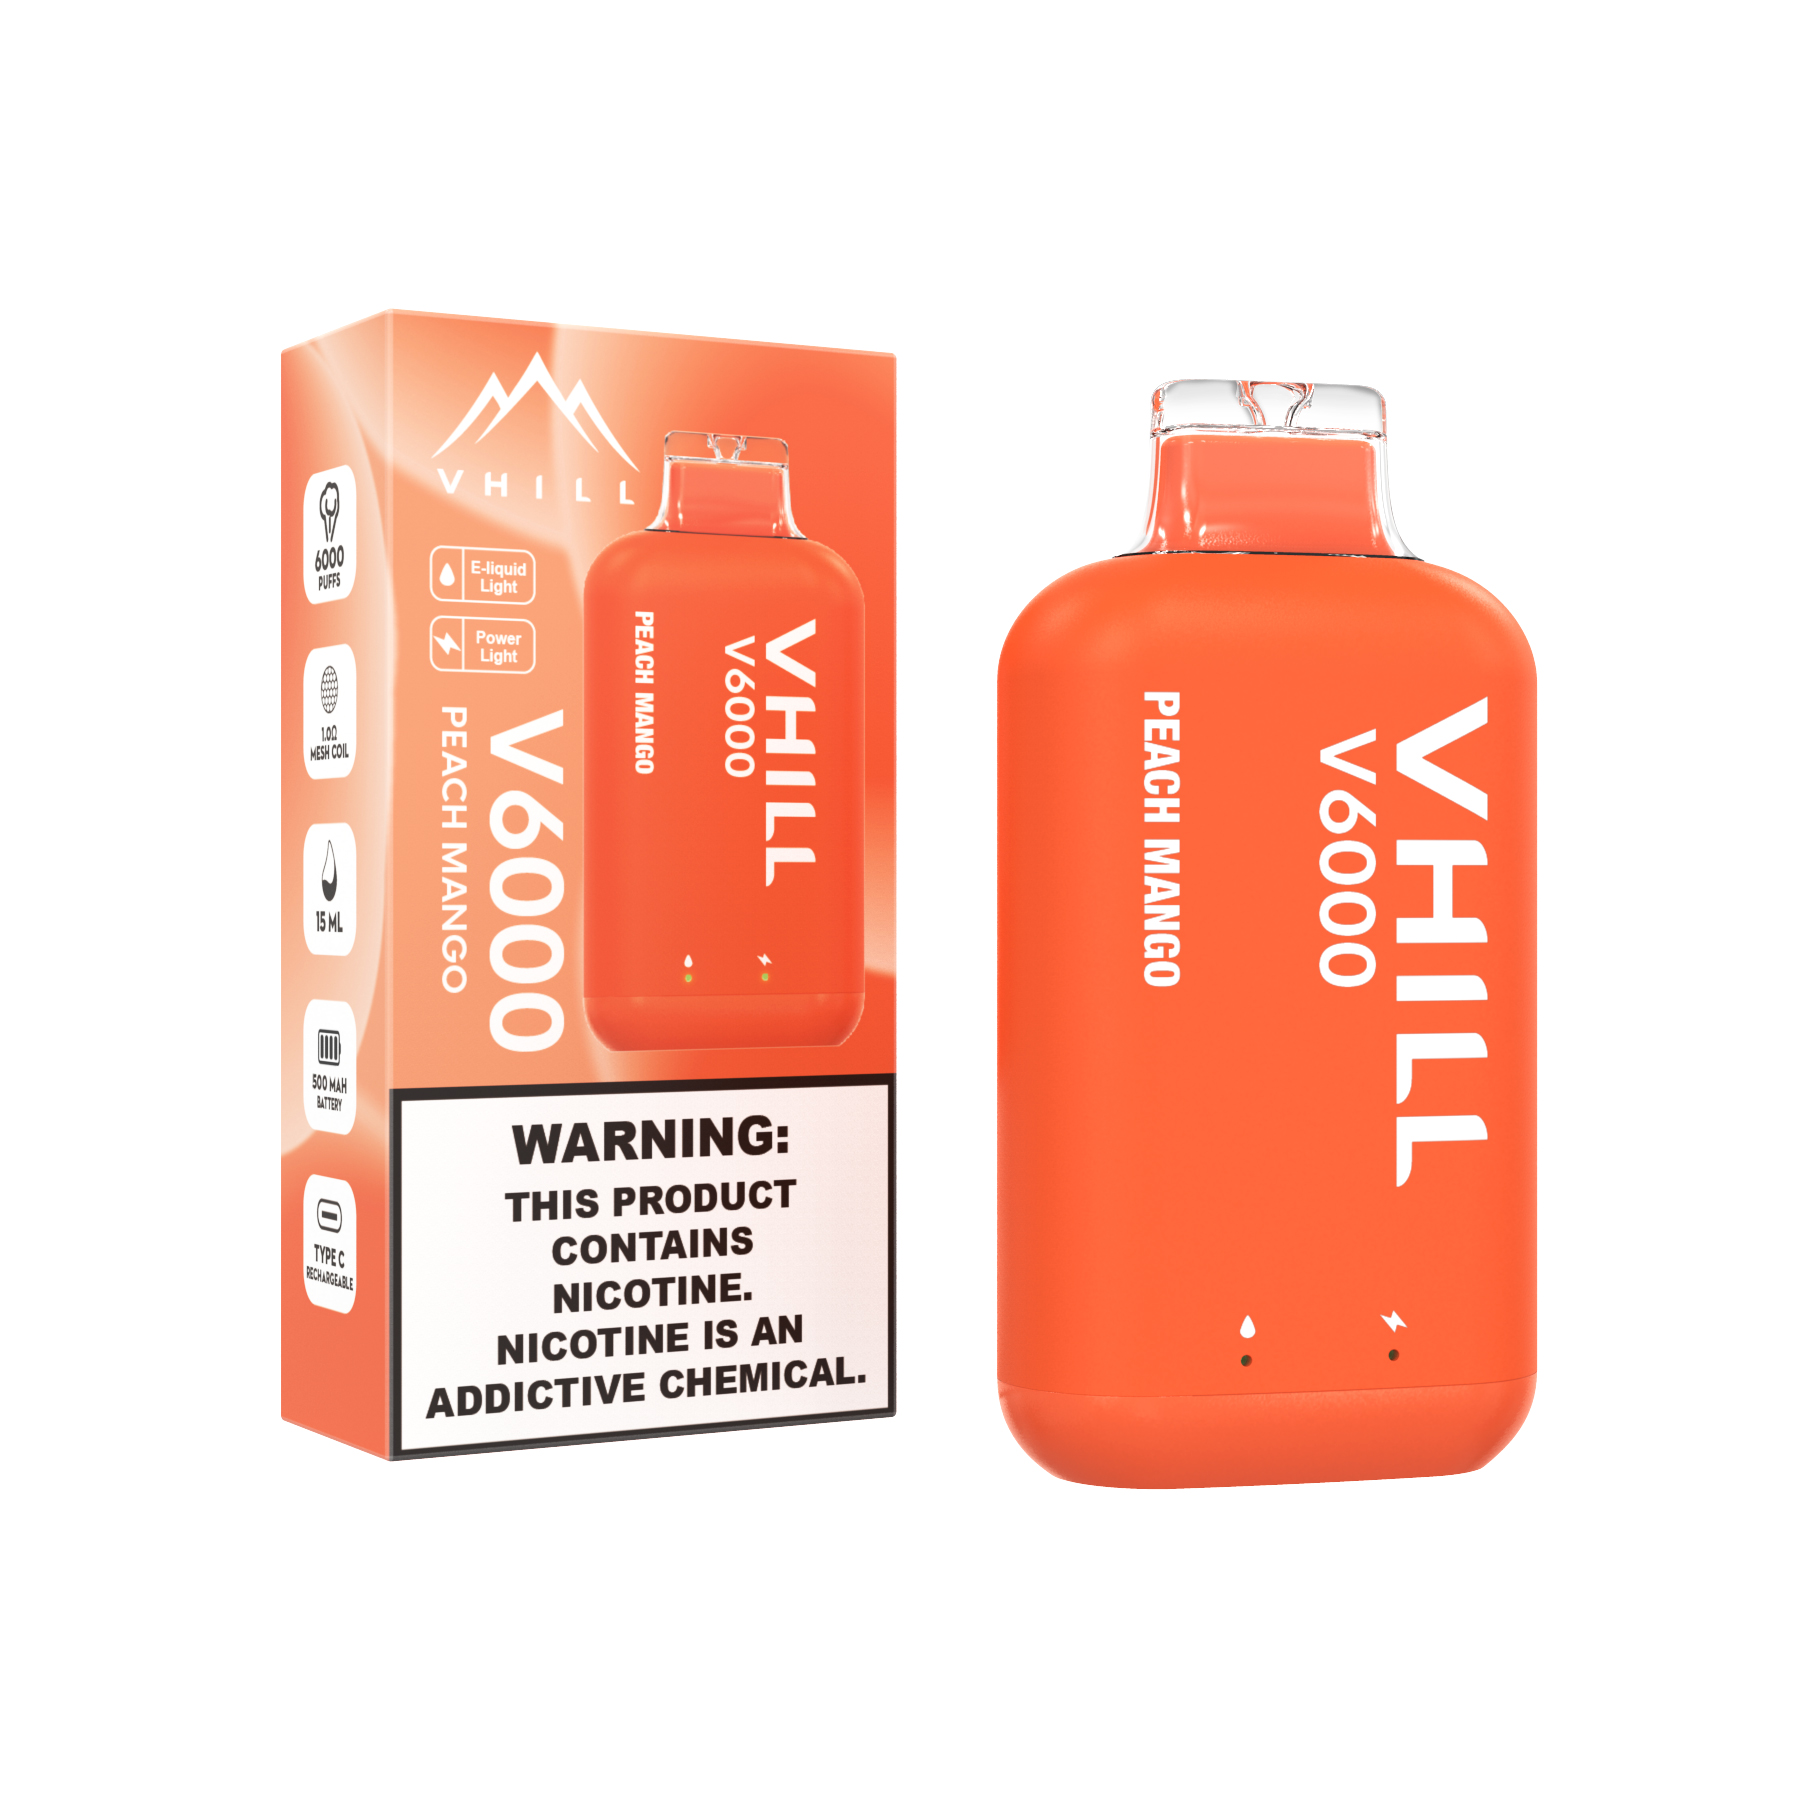 6000
PUFFS
1.0Ω
MESH COIL
15 ML
500 MAH
BATTERY
TYPE C
RECHARGEABLE
VHILL
E-liquid
Light
Power
Light
V6000
PEACH MANGO
VHILL
V6000
PEACH MANGO
WARNING:
THIS PRODUCT
CONTAINS
NICOTINE.
NICOTINE IS AN
ADDICTIVE CHEMICAL.
VHILL
V6000
PEACH MANGO